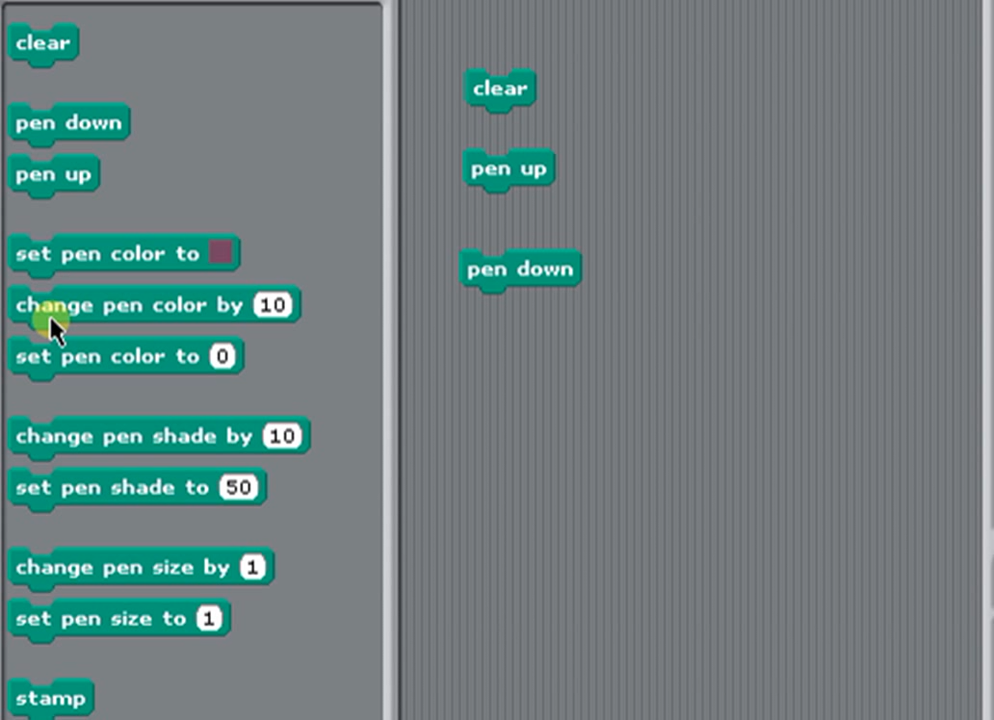 clear
pen down
pen up
set pen color to
change pen color by 10
set pen color to 0
change pen shade by 10
set pen shade to 50
change pen size by 1
set pen size to 1
stamp
clear
pen up
pen down